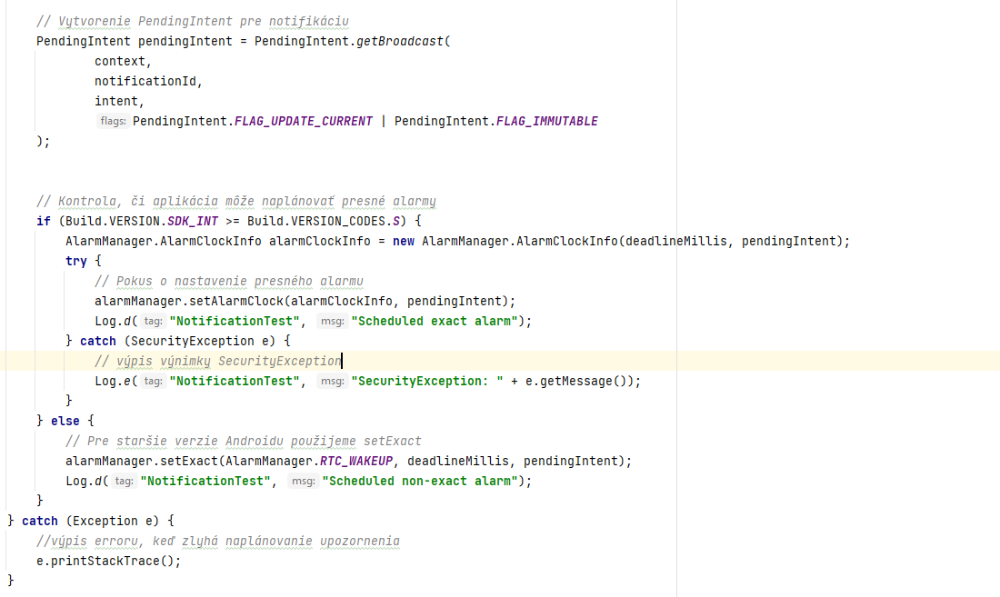 // Vytvorenie PendingIntent pre notifikáciu
PendingIntent pendingIntent = PendingIntent.getBroadcast(
context,
notificationId,
intent,
flags: PendingIntent.FLAG_UPDATE_CURRENT | PendingIntent.FLAG_IMMUTABLE
);
// Kontrola, či aplikácia môže naplánovať presné alarmy
if (Build.VERSION.SDK_INT >= Build.VERSION_CODES.S) {
AlarmManager.AlarmClockInfo alarmClockInfo = new AlarmManager.AlarmClockInfo(deadlineMillis, pendingIntent);
try {
// Pokus o nastavenie presného alarmu
alarmManager.setAlarmClock(alarmClockInfo, pendingIntent);
Log.d( tag: "NotificationTest", msg: "Scheduled exact alarm");
} catch (SecurityException e) {
// výpis výnimky SecurityException
Log.e( tag: "NotificationTest", msg: "SecurityException: " + e.getMessage());
}
} else {
// Pre staršie verzie Androidu použijeme setExact
alarmManager.setExact(AlarmManager.RTC_WAKEUP, deadlineMillis, pendingIntent);
Log.d( tag: "NotificationTest", msg: "Scheduled non-exact alarm");
}
} catch (Exception e) {
//výpis erroru, keď zlyhá naplánovanie upozornenia
e.printStackTrace();
}